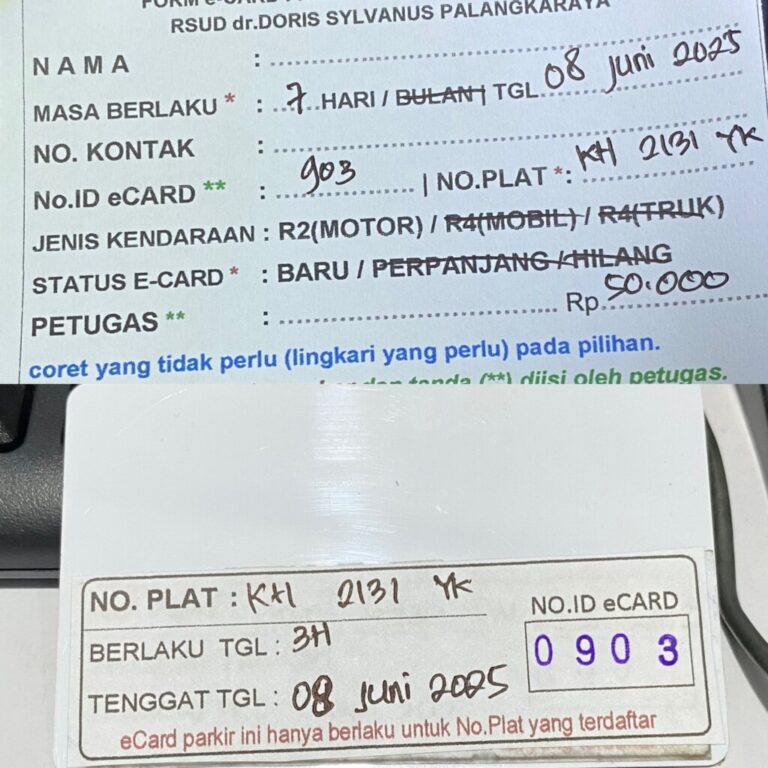 FORM e-CARD
RSUD dr.DORIS SYLVANUS PALANGKARAYA
NAMA :
MASA BERLAKU * : 7 HARI / BULAN | TGL 08 Juni 2025
NO. KONTAK :
No.ID eCARD ** : 903 | NO.PLAT *: KH 2131 YK
JENIS KENDARAAN : R2(MOTOR) / R4(MOBIL) / R4(TRUK)
STATUS E-CARD * : BARU / PERPANJANG / HILANG
PETUGAS ** : Rp. 50.000
coret yang tidak perlu (lingkari yang perlu) pada pilihan.
dan tanda (**) diisi oleh petugas.
NO. PLAT : KH 2131 YK
NO.ID eCARD
BERLAKU TGL : 3H
0903
TENGGAT TGL : 08 Juni 2025
eCard parkir ini hanya berlaku untuk No.Plat yang terdaftar